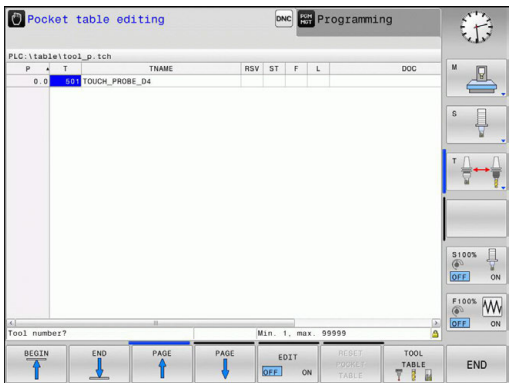 Pocket table editing
DNC
PGM
MGT
Programming
PLC:\table\tool_p.tch
P T TNAME RSV ST F L DOC
0.0 501 TOUCH_PROBE_D4
M
S
T
S100%
OFF ON
F100%
OFF ON
Tool number? Min. 1, max. 99999
BEGIN
END
PAGE
PAGE
EDIT
OFF ON
RESET
POCKET
TABLE
TOOL
TABLE
END